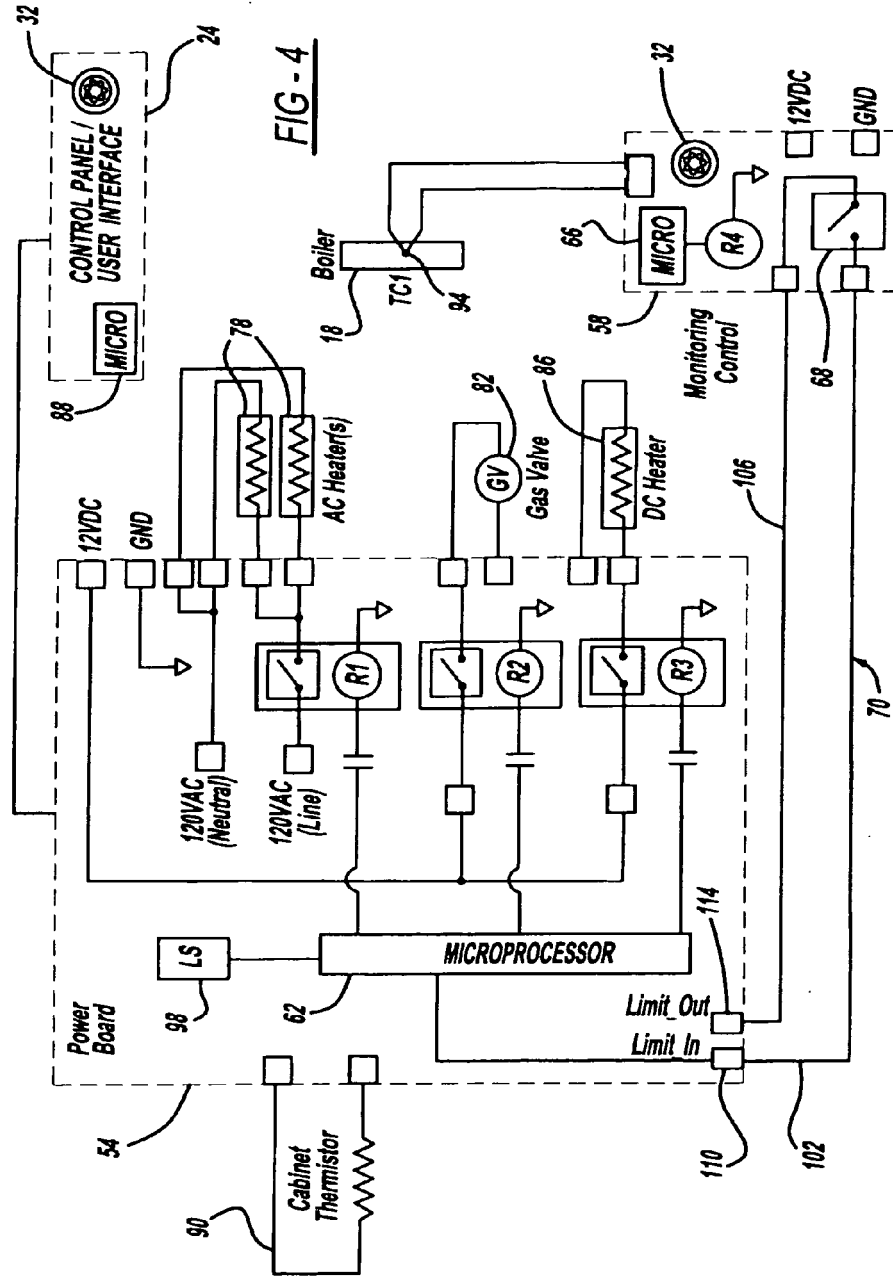 FIG - 4
32
24
CONTROL PANEL /
USER INTERFACE
MICRO
88
78
AC Heater(s)
12VDC
GND
120VAC
(Neutral)
120VAC
(Line)
R1
R2
R3
LS
98
Power
Board
54
62
MICROPROCESSOR
Cabinet
Thermistor
90
Limit_Out
Limit_In
114
110
102
GV
82
Gas Valve
86
DC Heater
Boiler
18
TC1
94
32
66
MICRO
R4
58
Monitoring
Control
12VDC
GND
68
106
70